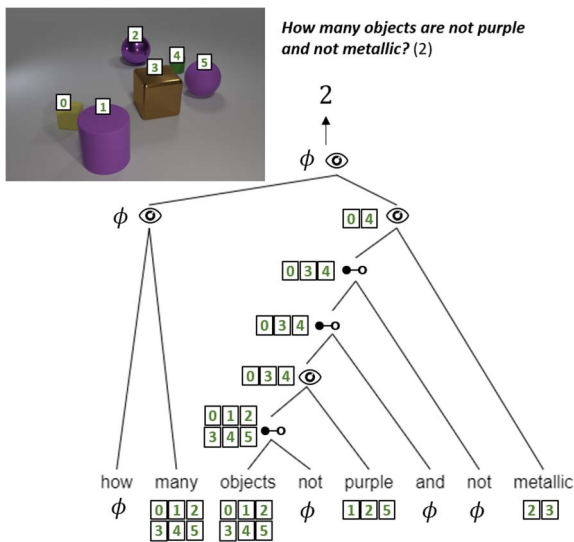 How many objects are not purple
and not metallic? (2)
2
4
3
5
0
1
2
ϕ
ϕ
0 4
0 3 4
0 3 4
0 3 4
0 1 2
3 4 5
how many objects not purple and not metallic
ϕ 0 1 2 0 1 2 ϕ 1 2 5 ϕ ϕ 2 3
3 4 5 3 4 5